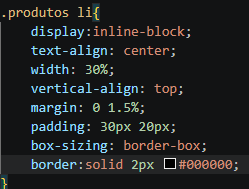 .produtos li{
display:inline-block;
text-align: center;
width: 30%;
vertical-align: top;
margin: 0 1.5%;
padding: 30px 20px;
box-sizing: border-box;
border:solid 2px #000000;
}